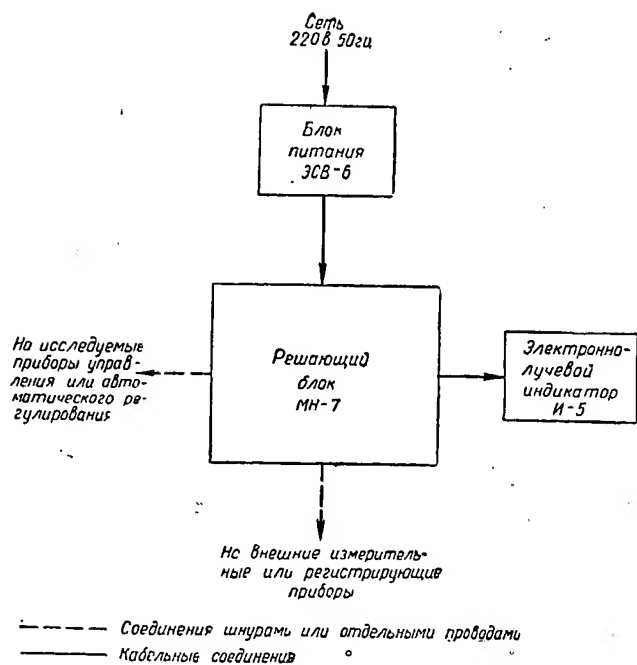 Сеть
220в 50гц
Блок
питания
ЭСВ-6
На исследуемые
приборы управ-
ления или авто-
матического ре-
гулирования
Решающий
блок
МН-7
Электронно-
лучевой
индикатор
И-5
На внешние измеритель-
ные или регистрирующие
приборы
Соединения шнурами или отдельными проводами
Кабельные соединения